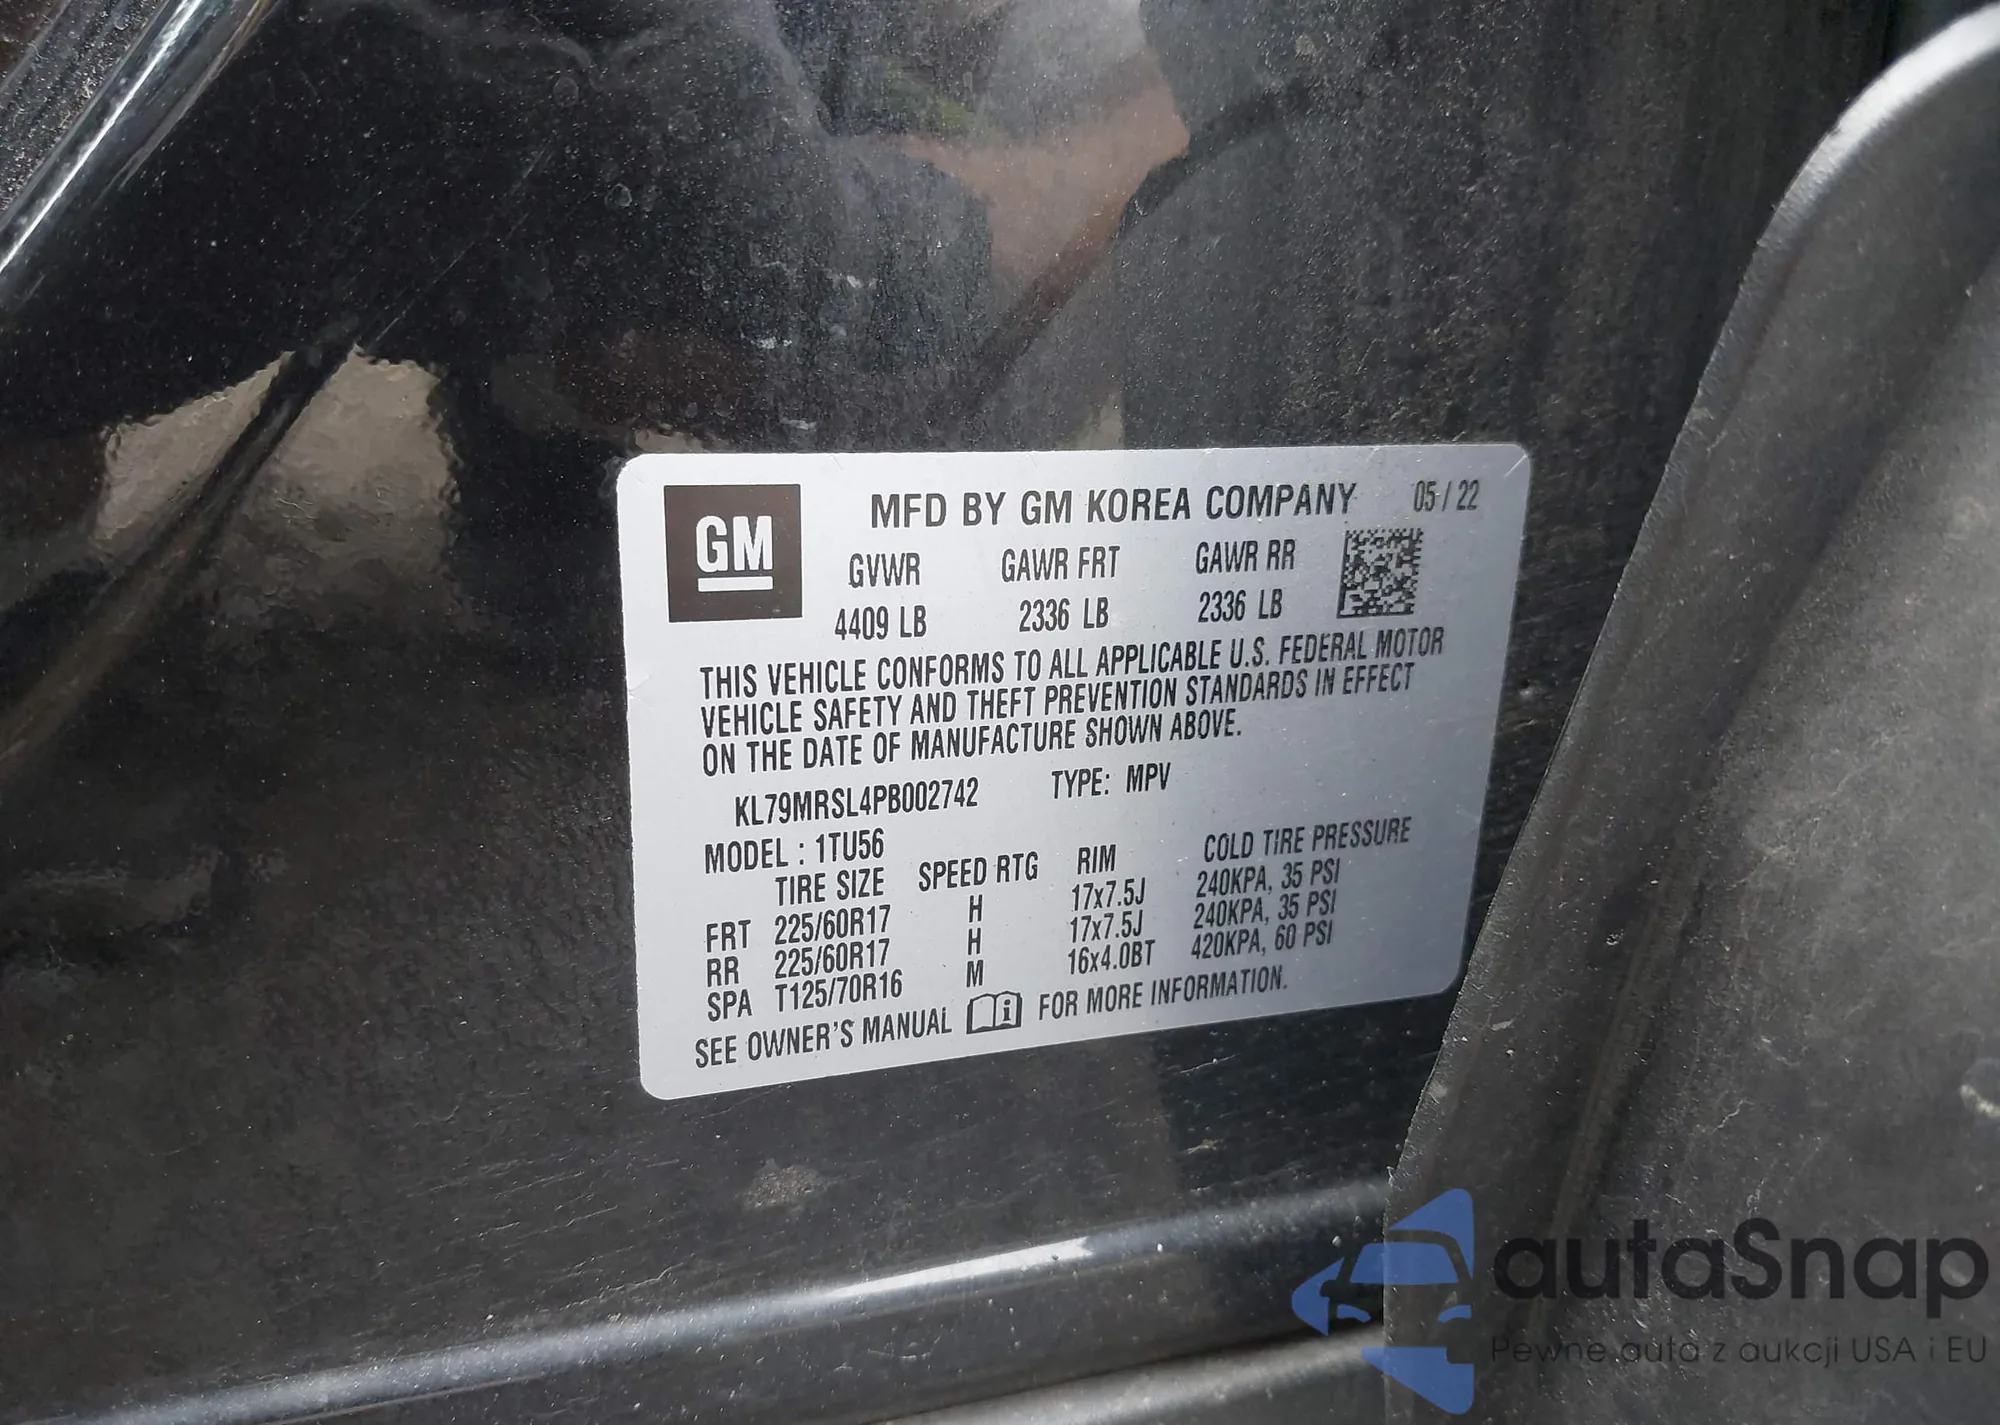 GM
MFD BY GM KOREA COMPANY 05/22
GVWR GAWR FRT GAWR RR
4409 LB 2336 LB 2336 LB
THIS VEHICLE CONFORMS TO ALL APPLICABLE U.S. FEDERAL MOTOR
VEHICLE SAFETY AND THEFT PREVENTION STANDARDS IN EFFECT
ON THE DATE OF MANUFACTURE SHOWN ABOVE.
KL79MRSL4PB002742 TYPE: MPV
MODEL : 1TU56
TIRE SIZE SPEED RTG RIM COLD TIRE PRESSURE
FRT 225/60R17 H 17x7.5J 240KPA, 35 PSI
RR 225/60R17 H 17x7.5J 240KPA, 35 PSI
SPA T125/70R16 M 16x4.0BT 420KPA, 60 PSI
SEE OWNER'S MANUAL i FOR MORE INFORMATION.
autaSnap
Pewne auta z aukcji USA i EU